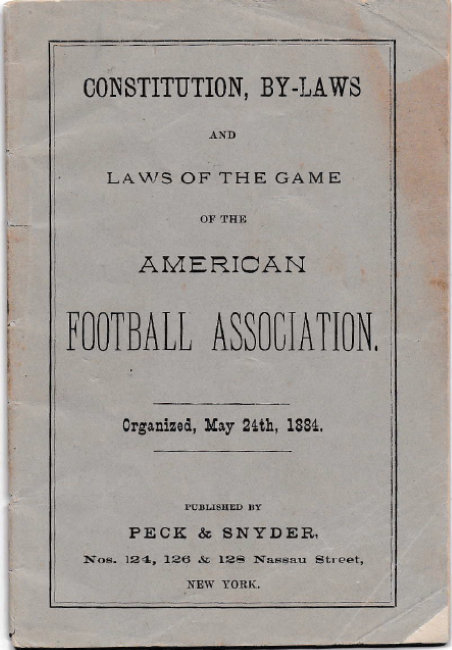 CONSTITUTION, BY-LAWS
AND
LAWS OF THE GAME
OF THE
AMERICAN
FOOTBALL ASSOCIATION.
Organized, May 24th, 1884.
PUBLISHED BY
PECK & SNYDER,
Nos. 124, 126 & 128 Nassau Street,
NEW YORK.